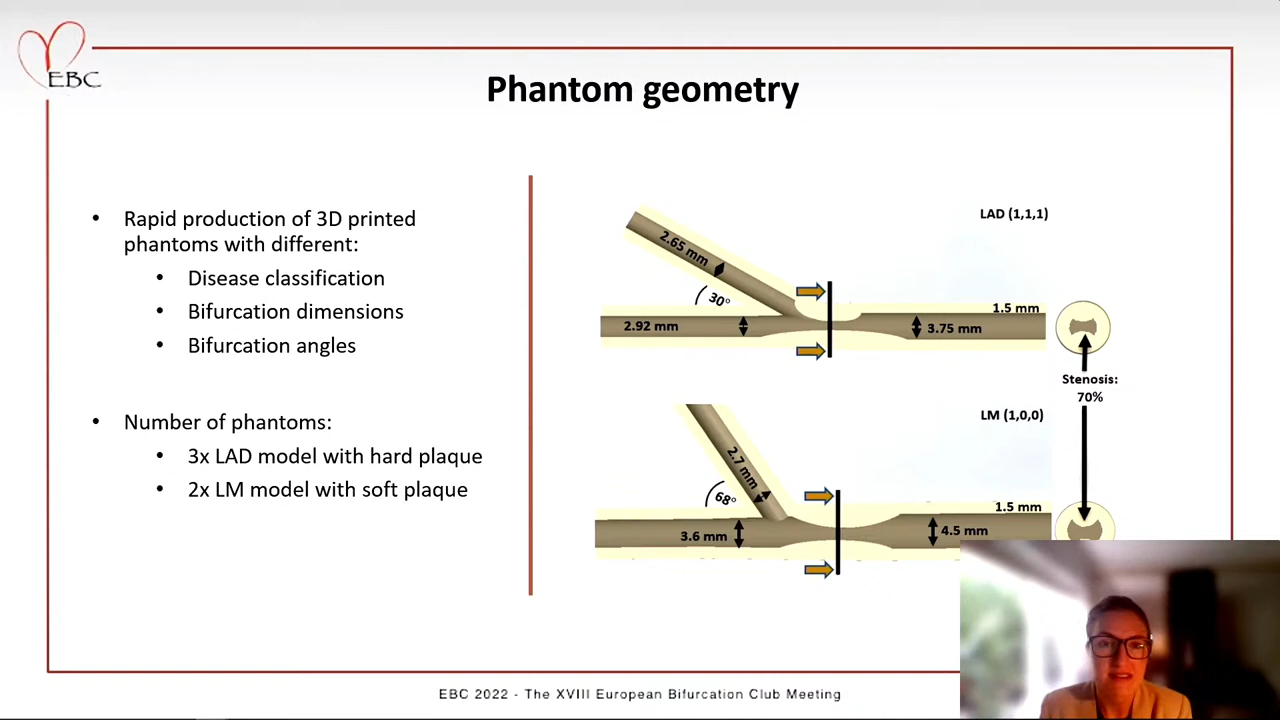 EBC
Phantom geometry
• Rapid production of 3D printed
phantoms with different:
• Disease classification
• Bifurcation dimensions
• Bifurcation angles
• Number of phantoms:
• 3x LAD model with hard plaque
• 2x LM model with soft plaque
LAD (1,1,1)
2.65 mm
30°
1.5 mm
2.92 mm
3.75 mm
Stenosis:
70%
LM (1,0,0)
2.7 mm
68°
1.5 mm
3.6 mm
4.5 mm
EBC 2022 - The XVIII European Bifurcation Club Meeting